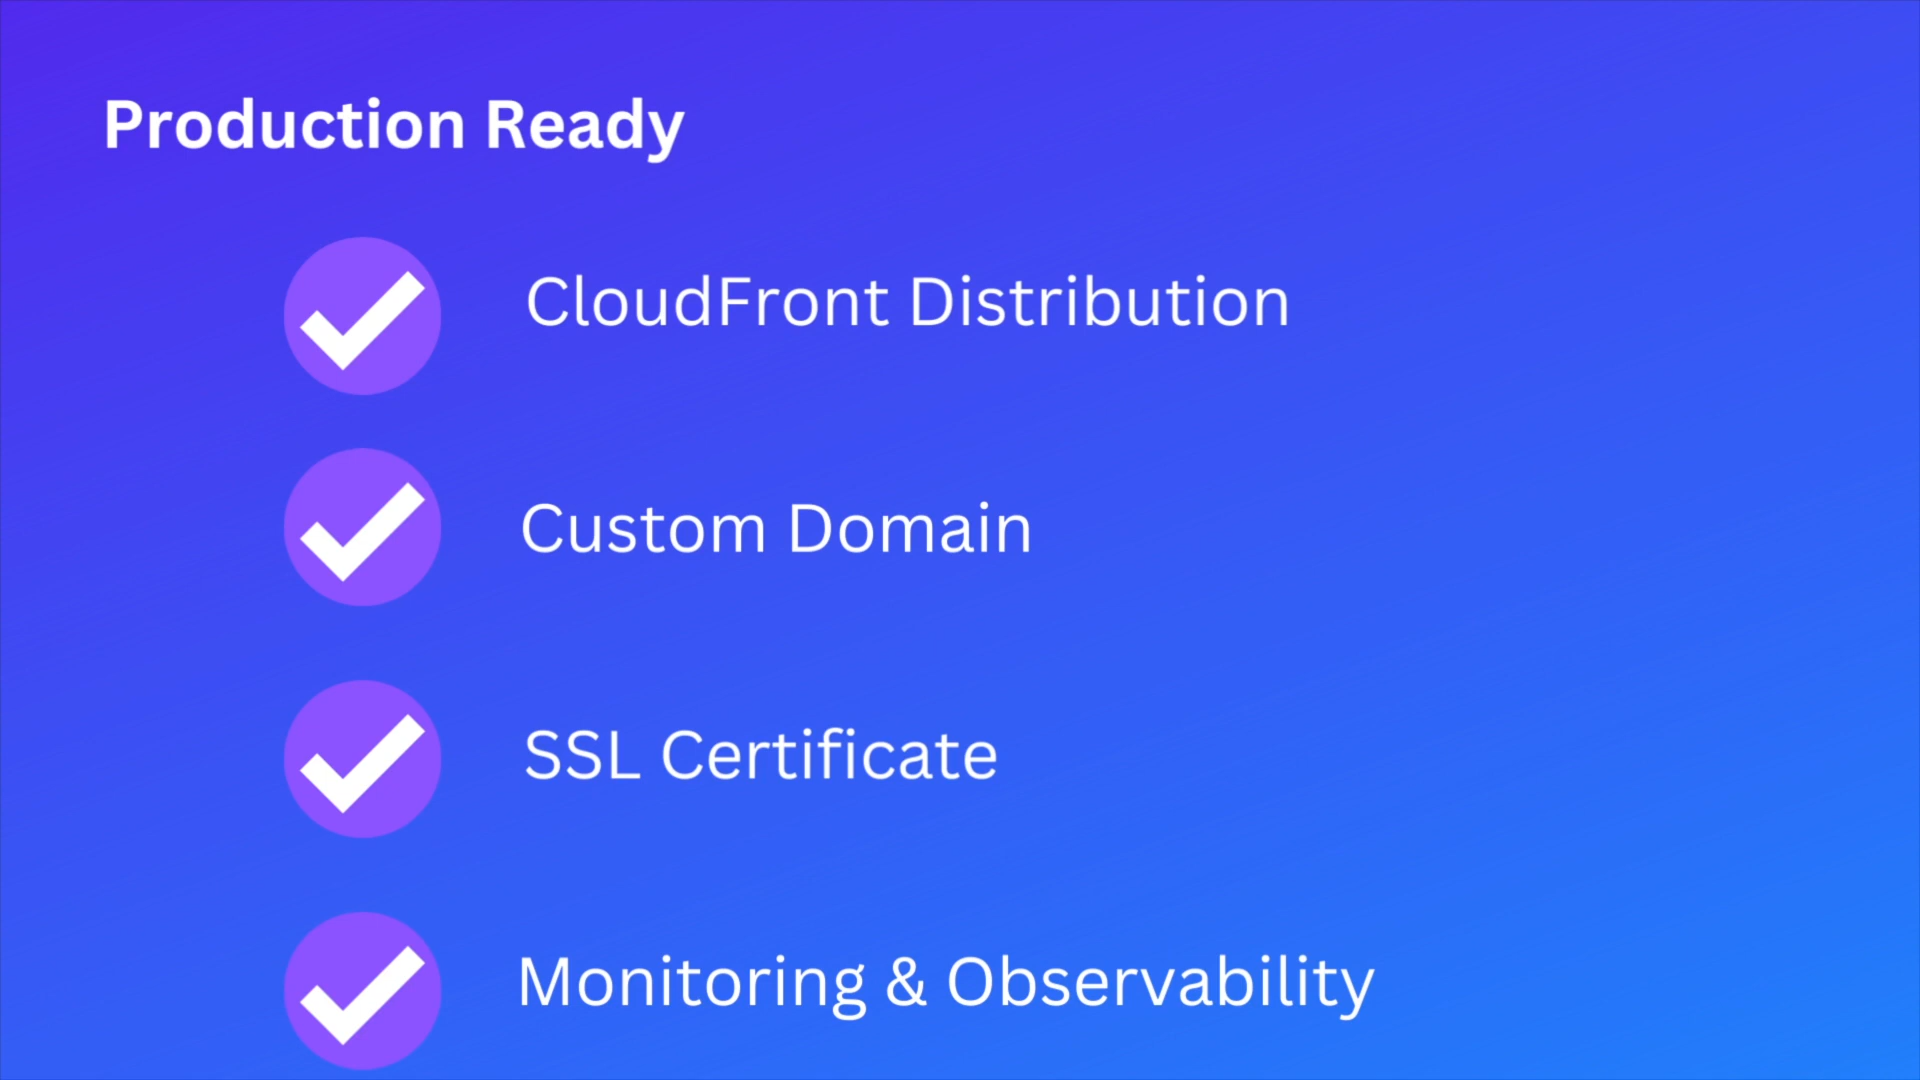 Production Ready
CloudFront Distribution
Custom Domain
SSL Certificate
Monitoring & Observability